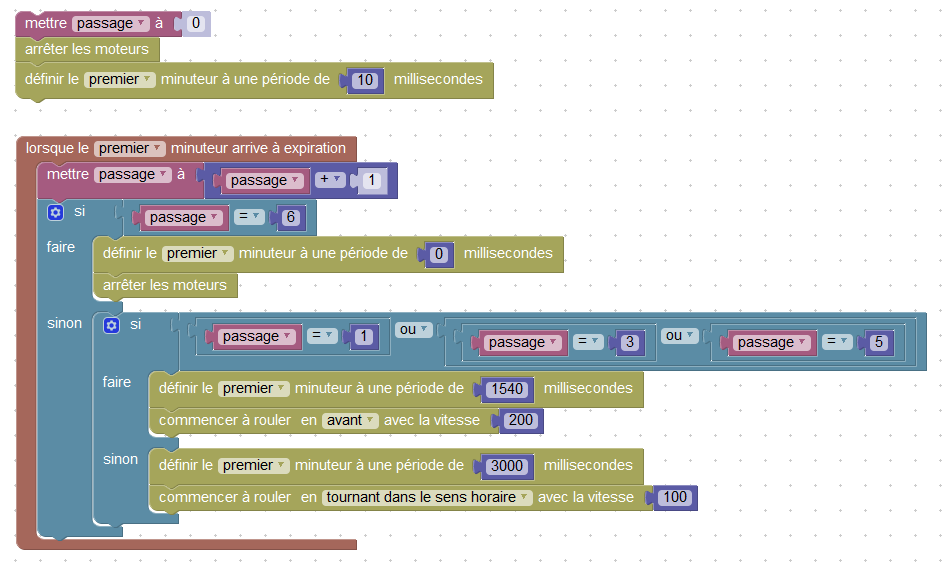 mettre passage à 0
arrêter les moteurs
définir le premier minuteur à une période de 10 millisecondes
lorsque le premier minuteur arrive à expiration
mettre passage à passage + 1
si passage = 6
faire définir le premier minuteur à une période de 0 millisecondes
arrêter les moteurs
sinon si passage = 1 ou passage = 3 ou passage = 5
faire définir le premier minuteur à une période de 1540 millisecondes
commencer à rouler en avant avec la vitesse 200
sinon définir le premier minuteur à une période de 3000 millisecondes
commencer à rouler en tournant dans le sens horaire avec la vitesse 100